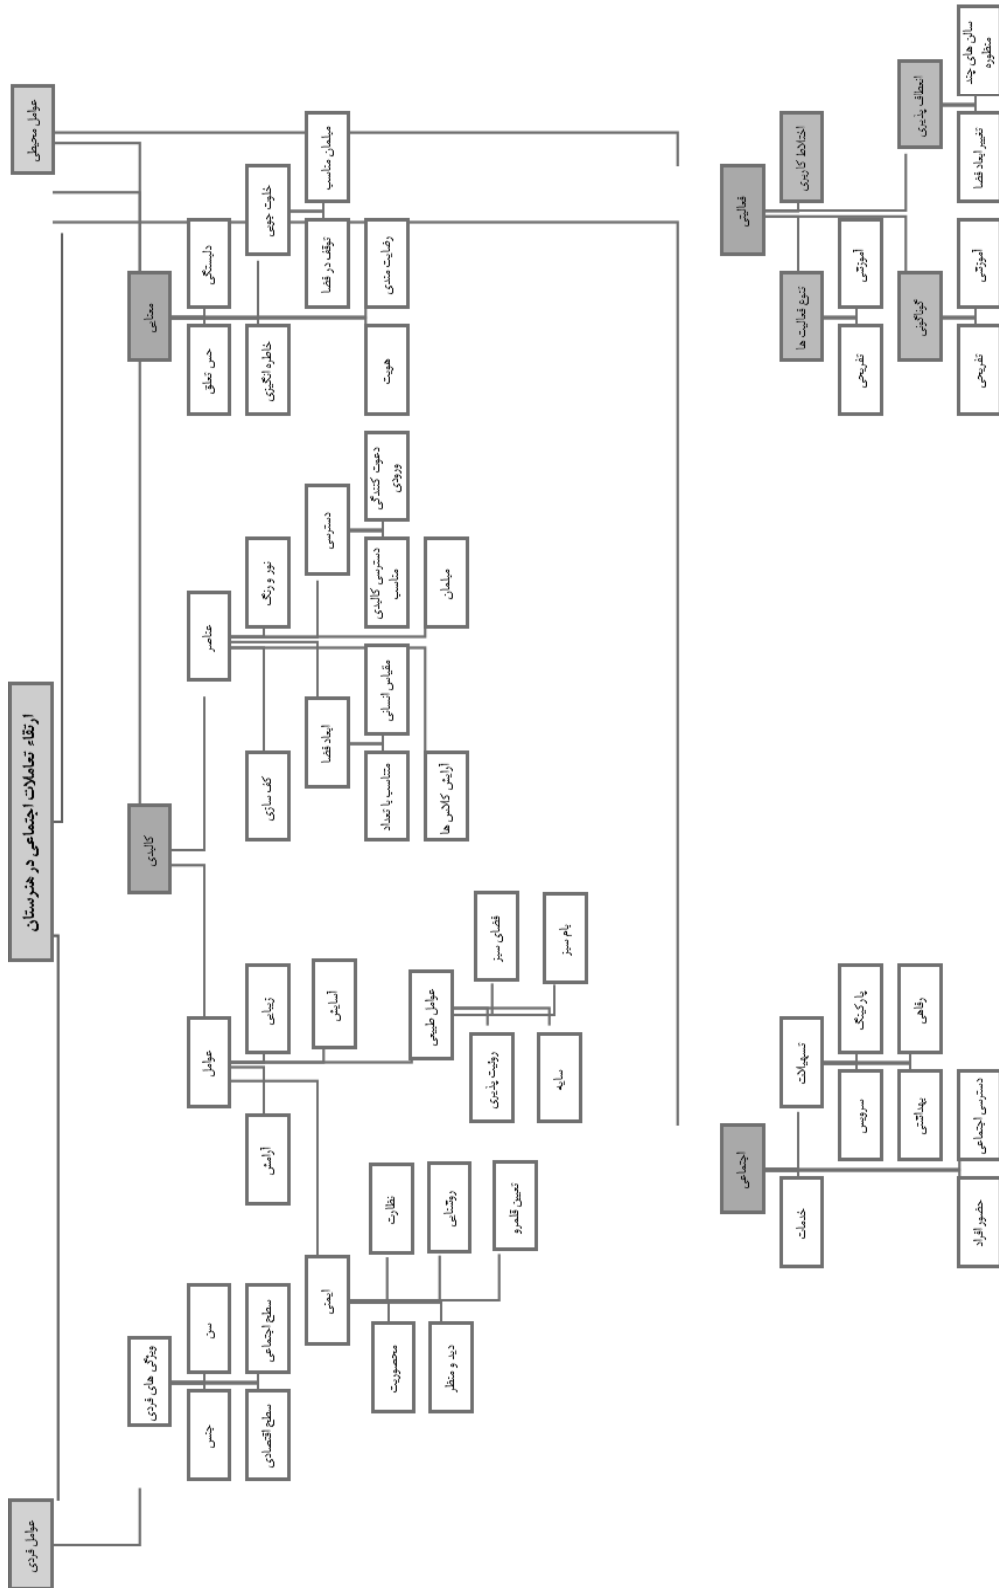 ارتقاء تعاملات اجتماعی در هنرستان
عوامل محیطی
عوامل فردی
معنایی
کالبدی
ویژگی های فردی
دلبستگی
حس تعلق
خلوت جویی
خاطره انگیزی
مبلمان مناسب
توقف در فضا
رضایت مندی
هویت
عناصر
نور و رنگ
کف سازی
دسترسی
ابعاد فضا
دعوت کنندگی
ورودی
دسترسی کالبدی
مناسب
مقیاس انسانی
متناسب با تعداد
مبلمان
آرایش کلاس ها
عوامل
زیبایی
آرامش
آسایش
ایمنی
عوامل طبیعی
فضای سبز
روئیت پذیری
بام سبز
سایه
نظارت
محصوریت
روشنایی
دید و منظر
تعیین قلمرو
سن
جنس
سطح اجتماعی
سطح اقتصادی
فعالیتی
اختلاط کاربری
تنوع فعالیت ها
آموزشی
تفریحی
انعطاف پذیری
گوناگونی
سالن های چند
منظوره
تغییر ابعاد فضا
آموزشی
تفریحی
اجتماعی
تسهیلات
خدمات
پارکینگ
سرویس
رفاهی
بهداشتی
دسترسی اجتماعی
حضور افراد